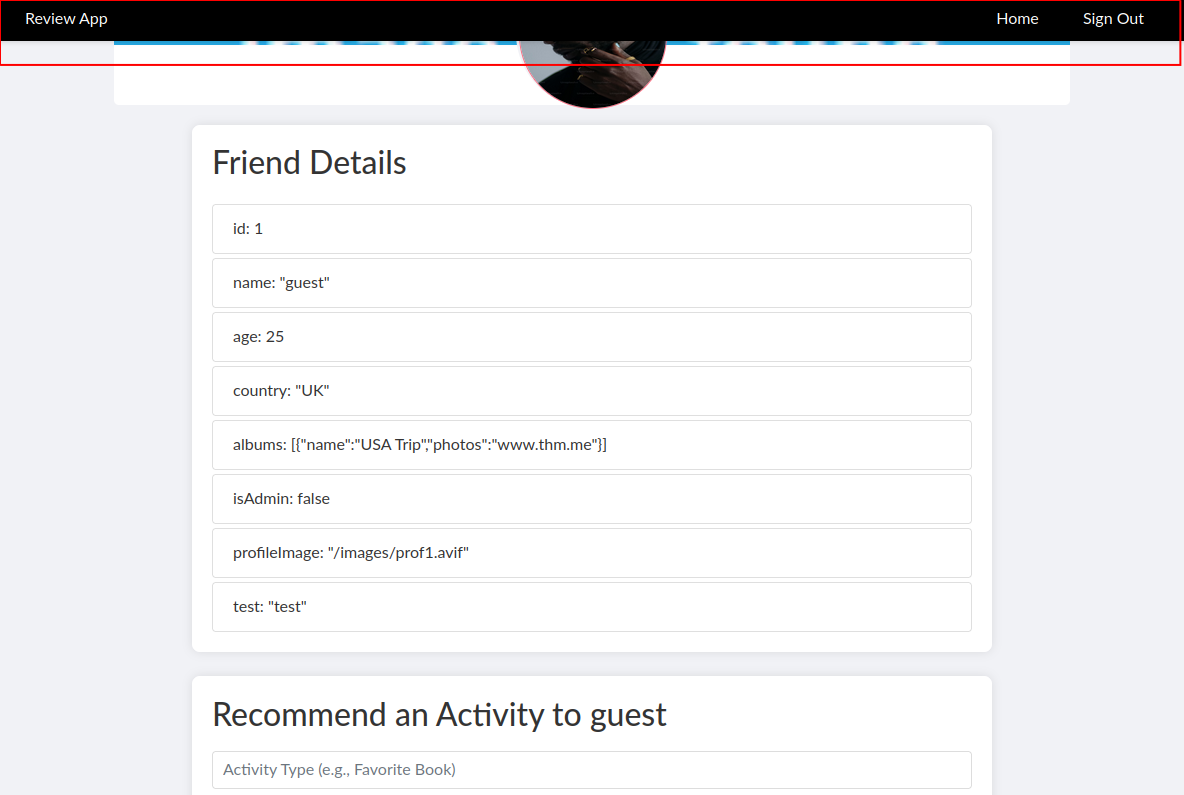 Review App
Home
Sign Out
Friend Details
id: 1
name: "guest"
age: 25
country: "UK"
albums: [{"name":"USA Trip","photos":"www.thm.me"}]
isAdmin: false
profileImage: "/images/prof1.avif"
test: "test"
Recommend an Activity to guest
Activity Type (e.g., Favorite Book)